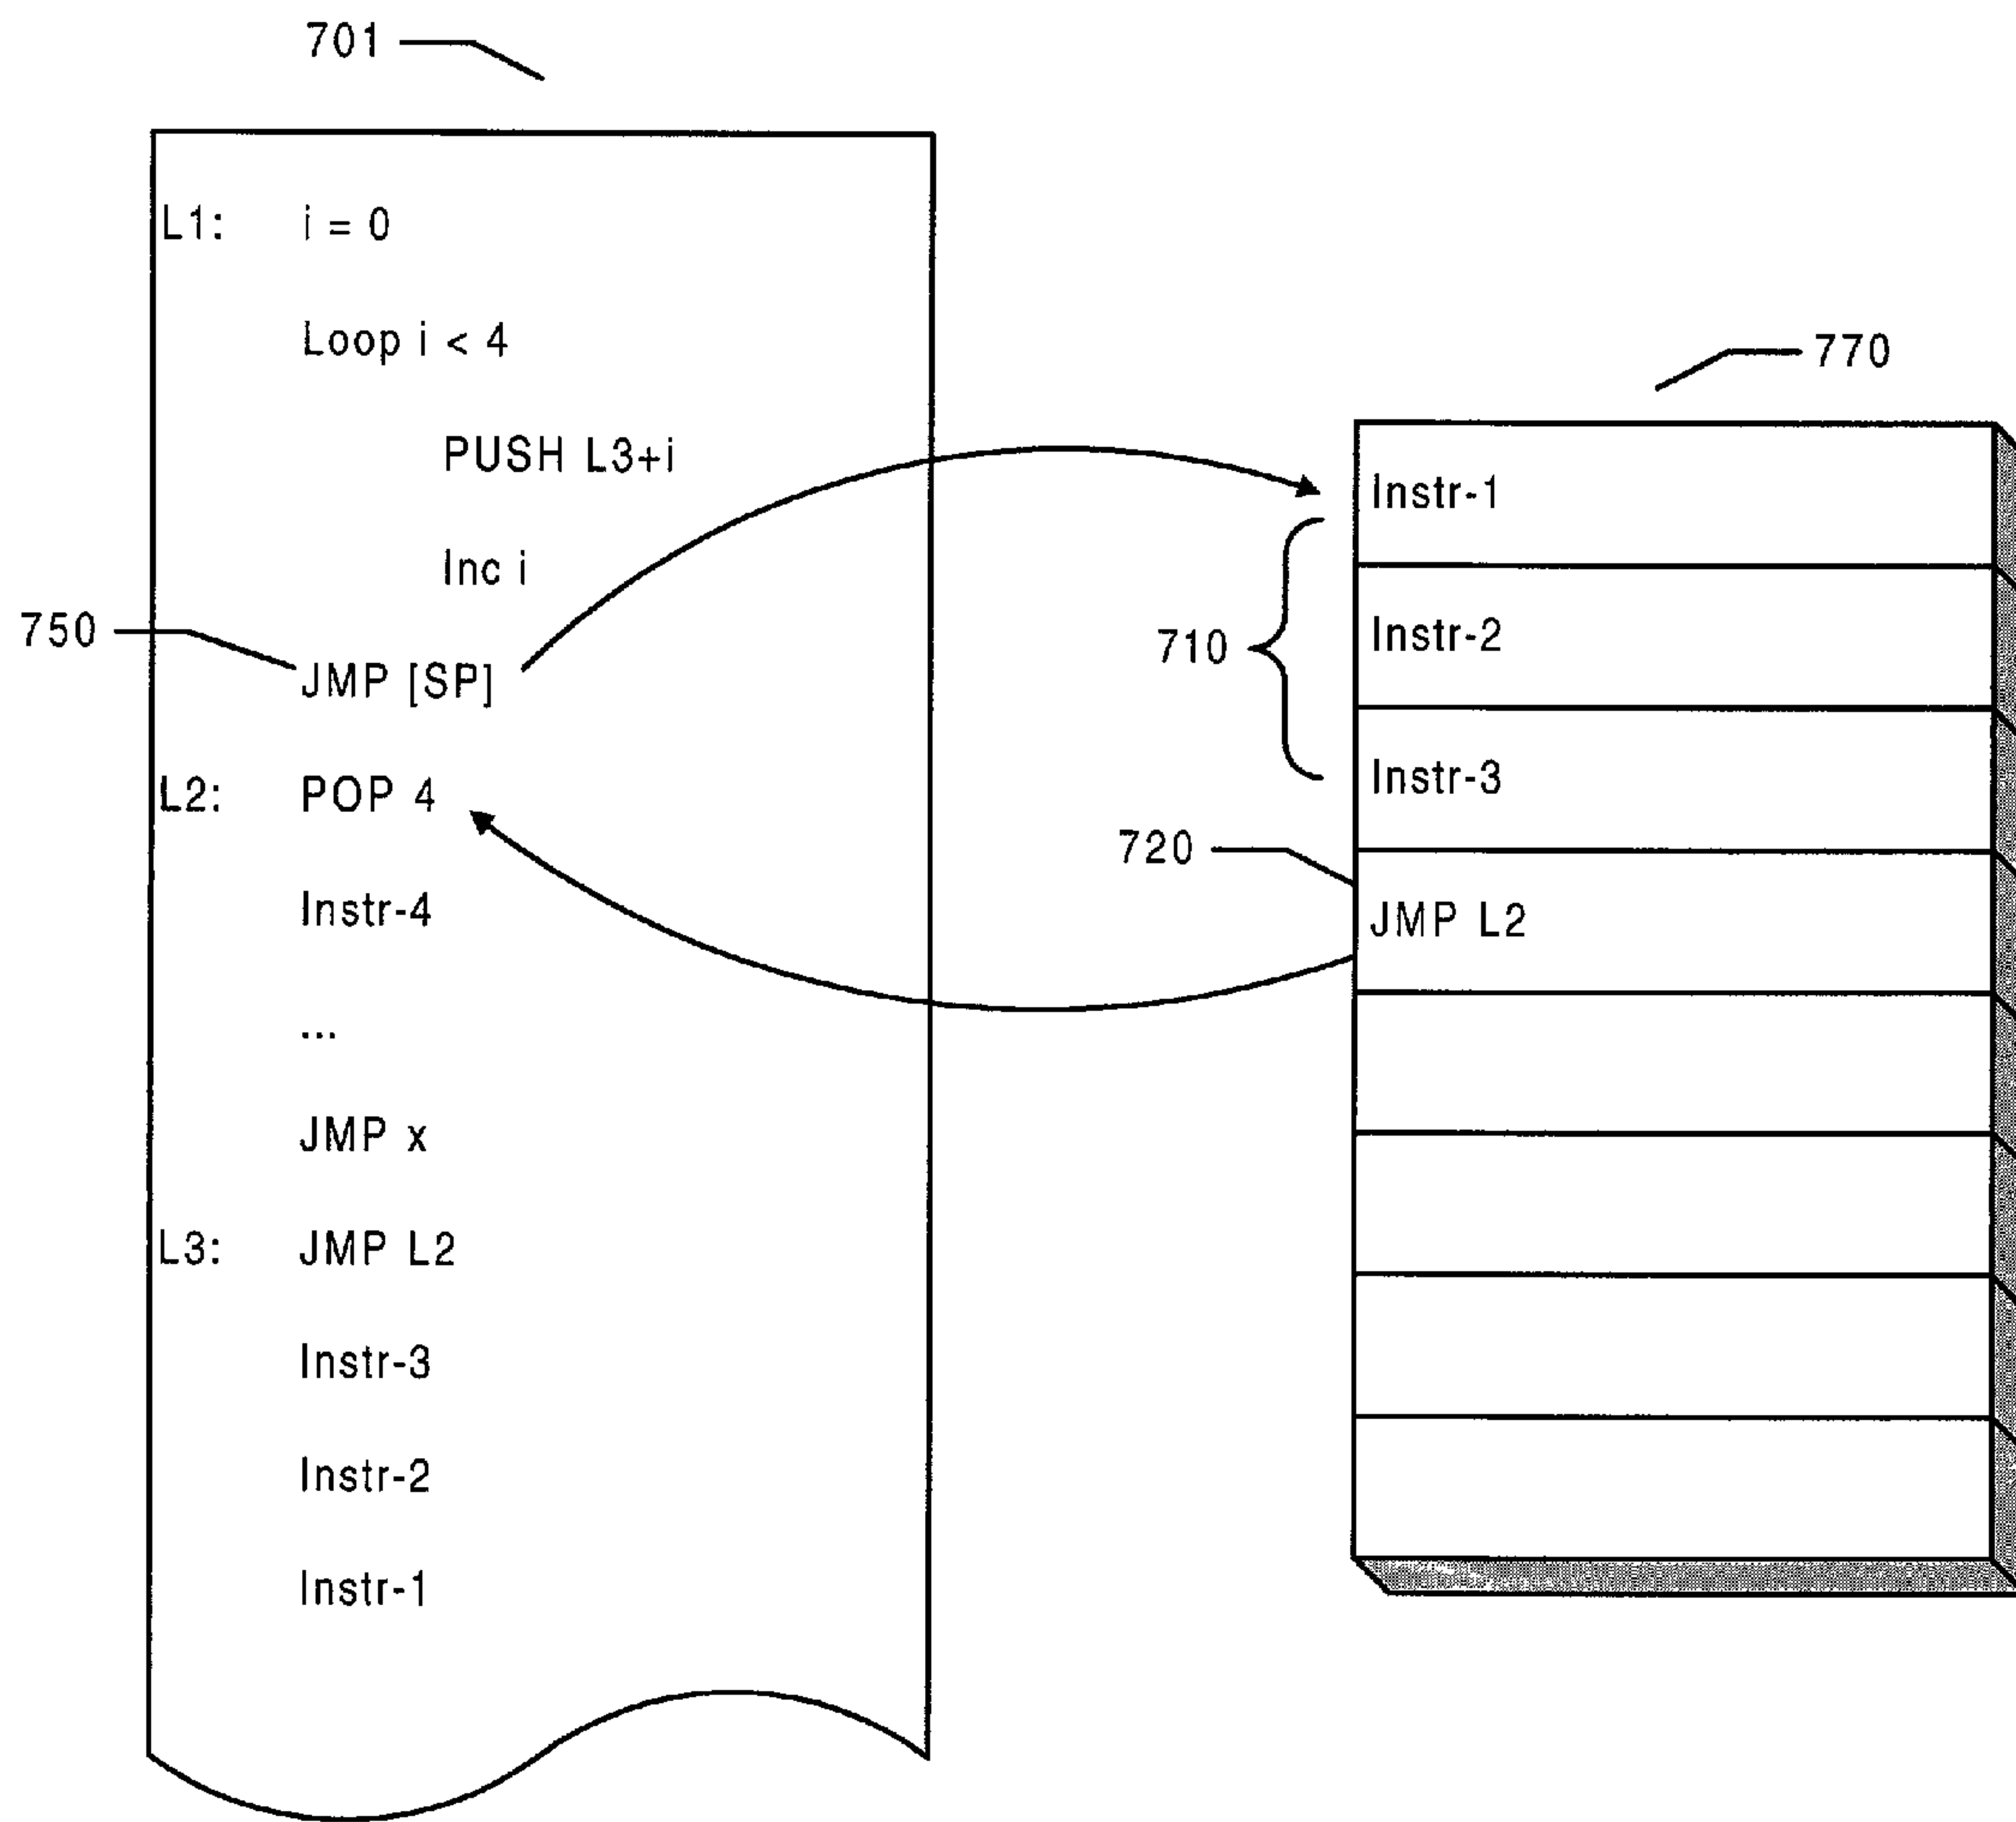 701
L1: i = 0
Loop i < 4
PUSH L3+i
Inc i
750
JMP [SP]
L2: POP 4
Instr-4
...
JMP x
L3: JMP L2
Instr-3
Instr-2
Instr-1
770
Instr-1
710
Instr-2
Instr-3
720
JMP L2